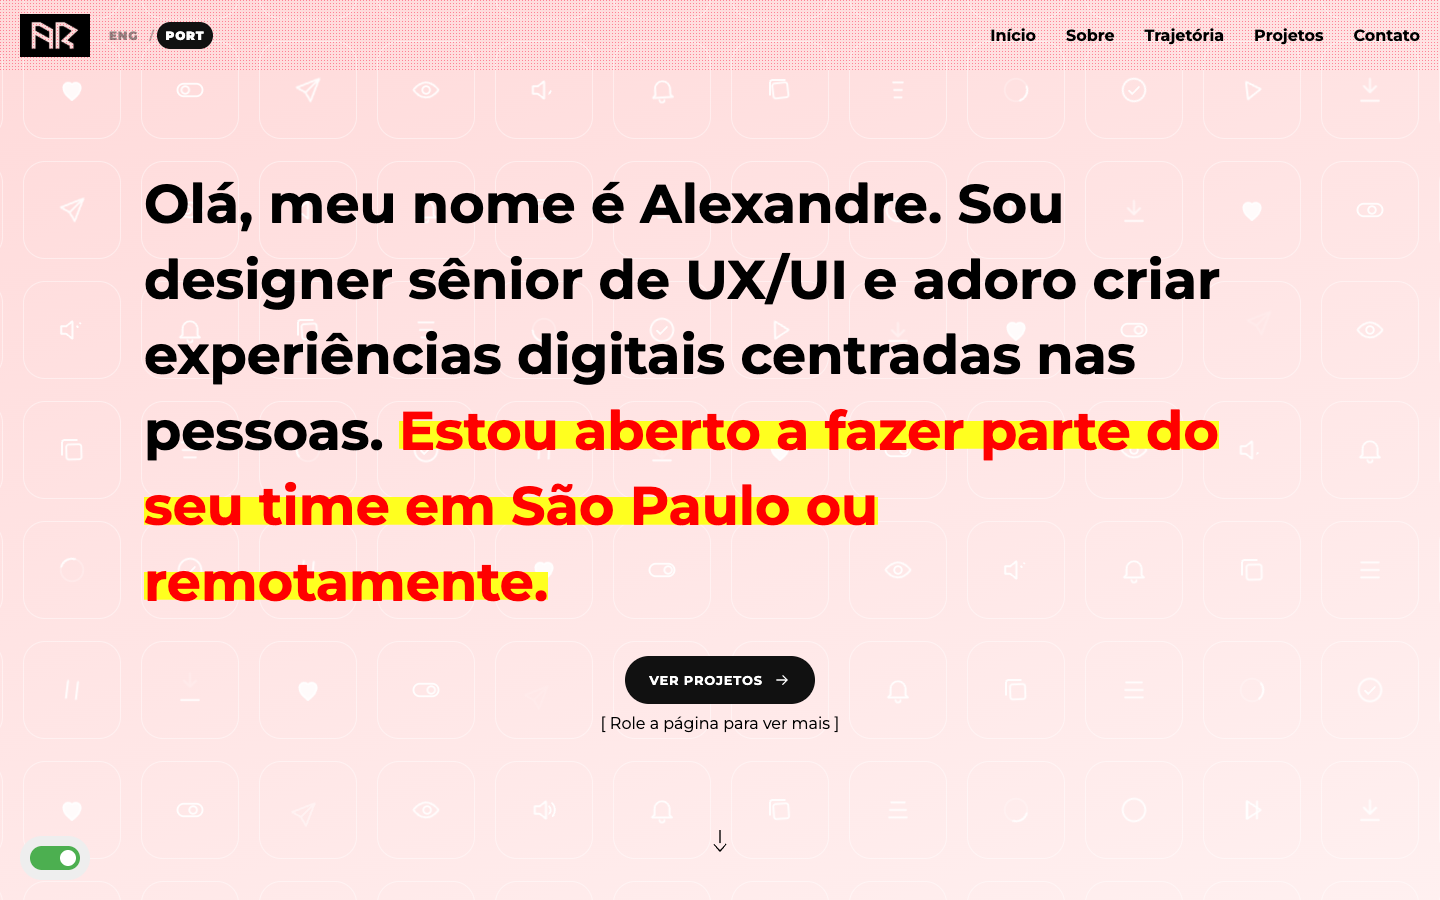 AR ENG / PORT Início Sobre Trajetória Projetos Contato
Olá, meu nome é Alexandre. Sou
designer sênior de UX/UI e adoro criar
experiências digitais centradas nas
pessoas. Estou aberto a fazer parte do
seu time em São Paulo ou
remotamente.
VER PROJETOS
[ Role a página para ver mais ]